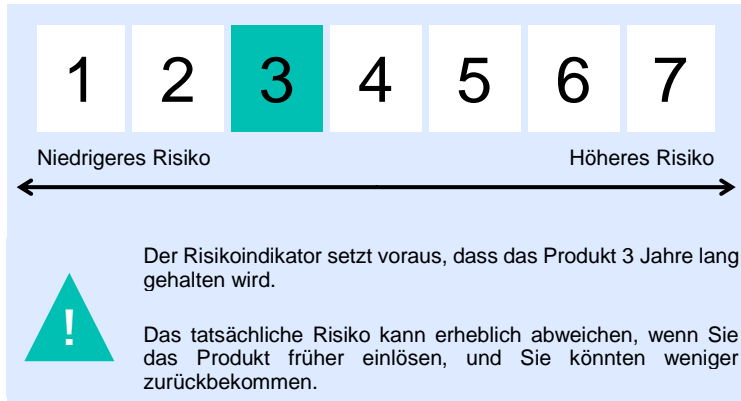 1 2 3 4 5 6 7
Niedrigeres Risiko Höheres Risiko
Der Risikoindikator setzt voraus, dass das Produkt 3 Jahre lang
gehalten wird.
!
Das tatsächliche Risiko kann erheblich abweichen, wenn Sie
das Produkt früher einlösen, und Sie könnten weniger
zurückbekommen.